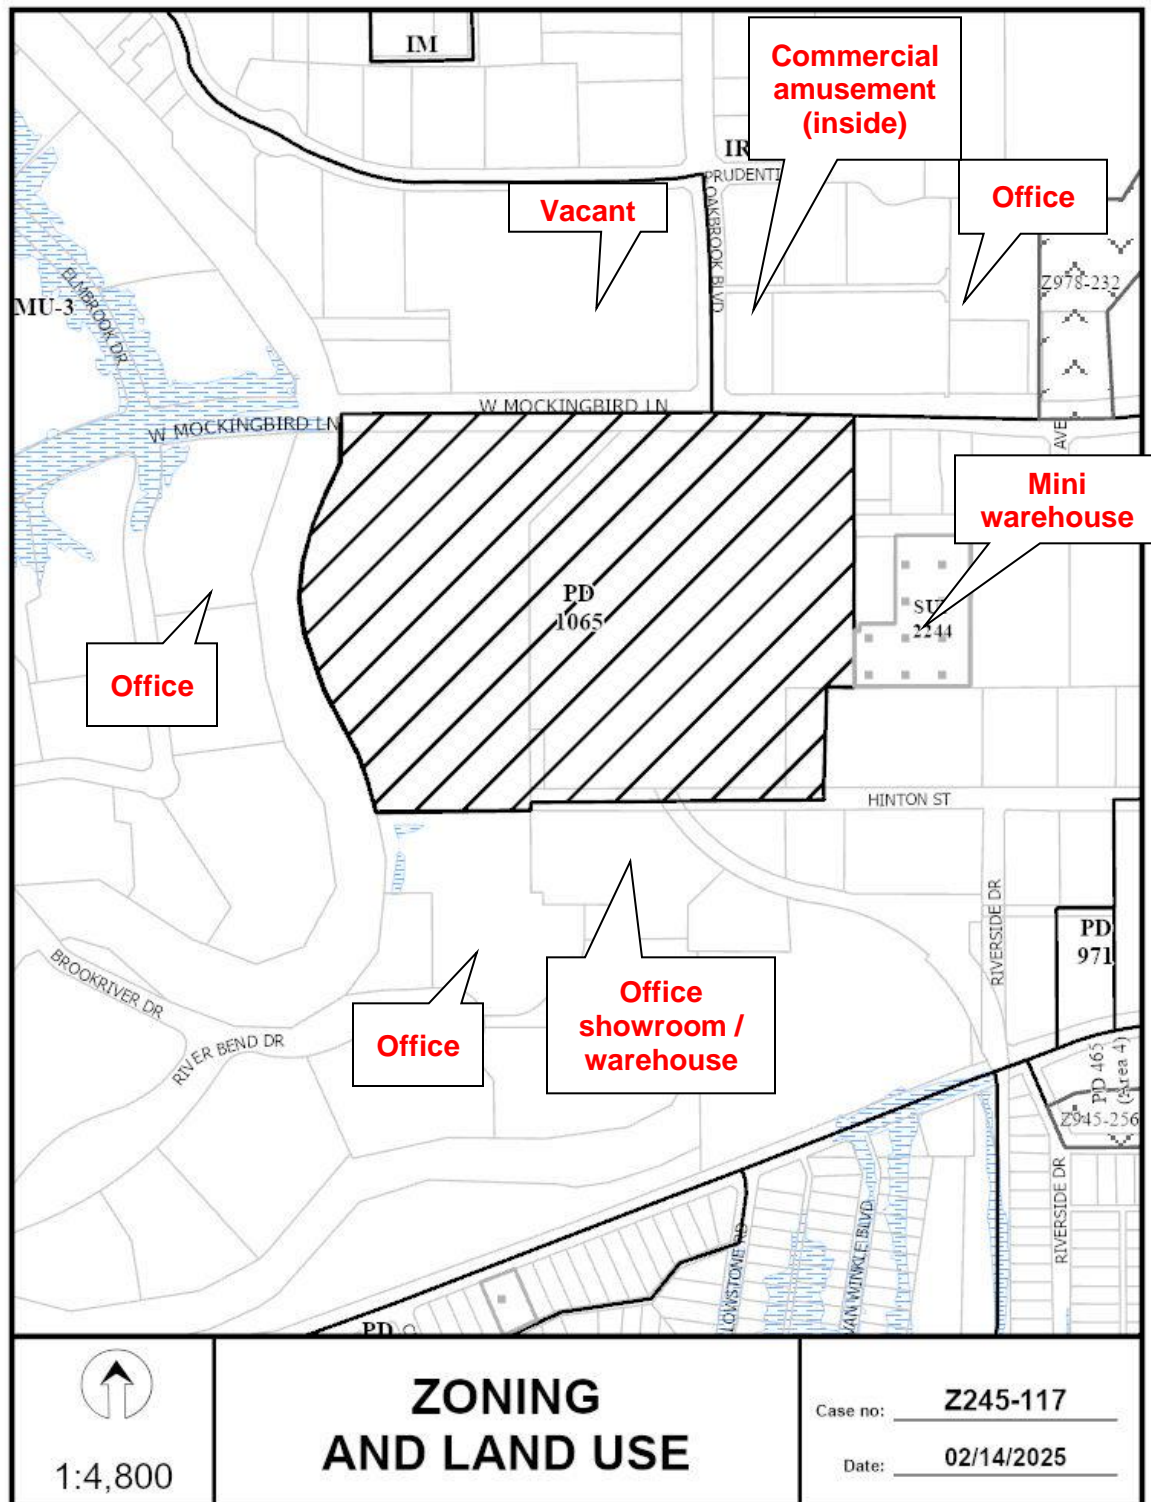 IM
Commercial
amusement
(inside)
IR
PRUDENTI
Vacant
Office
OAKBROOK BLVD
Z978-232
ELMBROOK DR
MU-3
W MOCKINGBIRD LN
W MOCKINGBIRD LN
AVE
Mini
warehouse
PD
1065
SU
2244
Office
HINTON ST
RIVERSIDE DR
PD
971
BROOKRIVER DR
RIVER BEND DR
Office
Office
showroom /
warehouse
PD 465
(Area 4)
Z945-256
RIVERSIDE DR
LOWSTONE RD
VAN WINKLE BLVD
PD
1:4,800
ZONING
AND LAND USE
Case no: Z245-117
Date: 02/14/2025